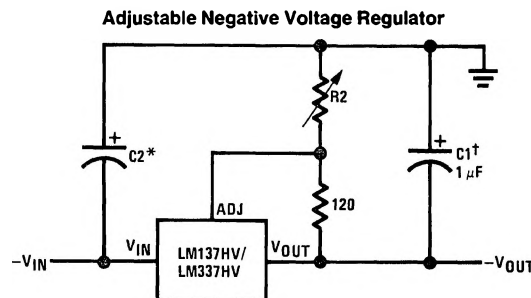 Adjustable Negative Voltage Regulator
R2
+
C2*
+
C1†
1 µF
ADJ
120
VIN
LM137HV/
LM337HV
VOUT
−VIN
−VOUT